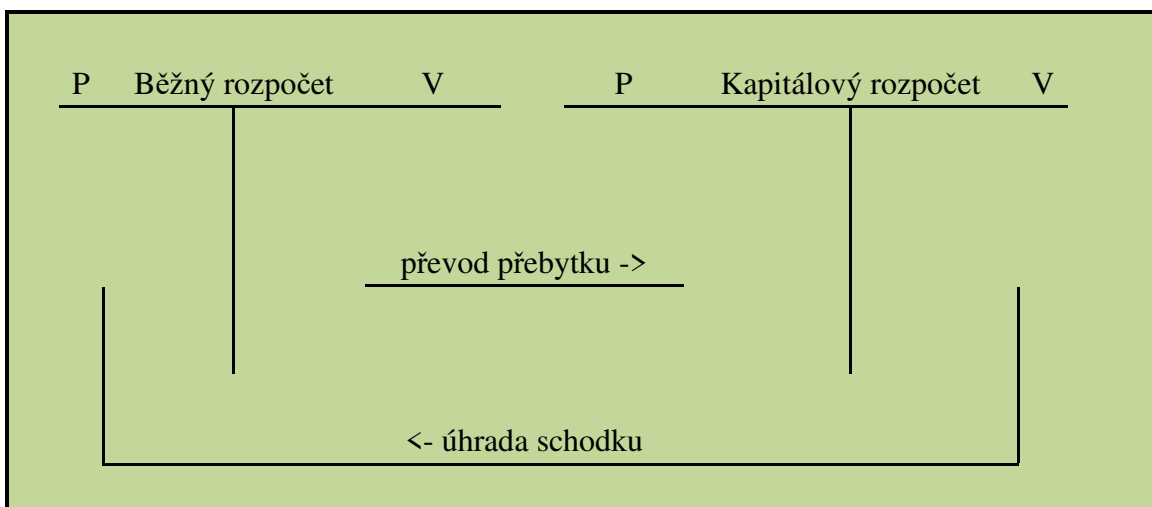 P Běžný rozpočet V P Kapitálový rozpočet V
převod přebytku ->
<- úhrada schodku